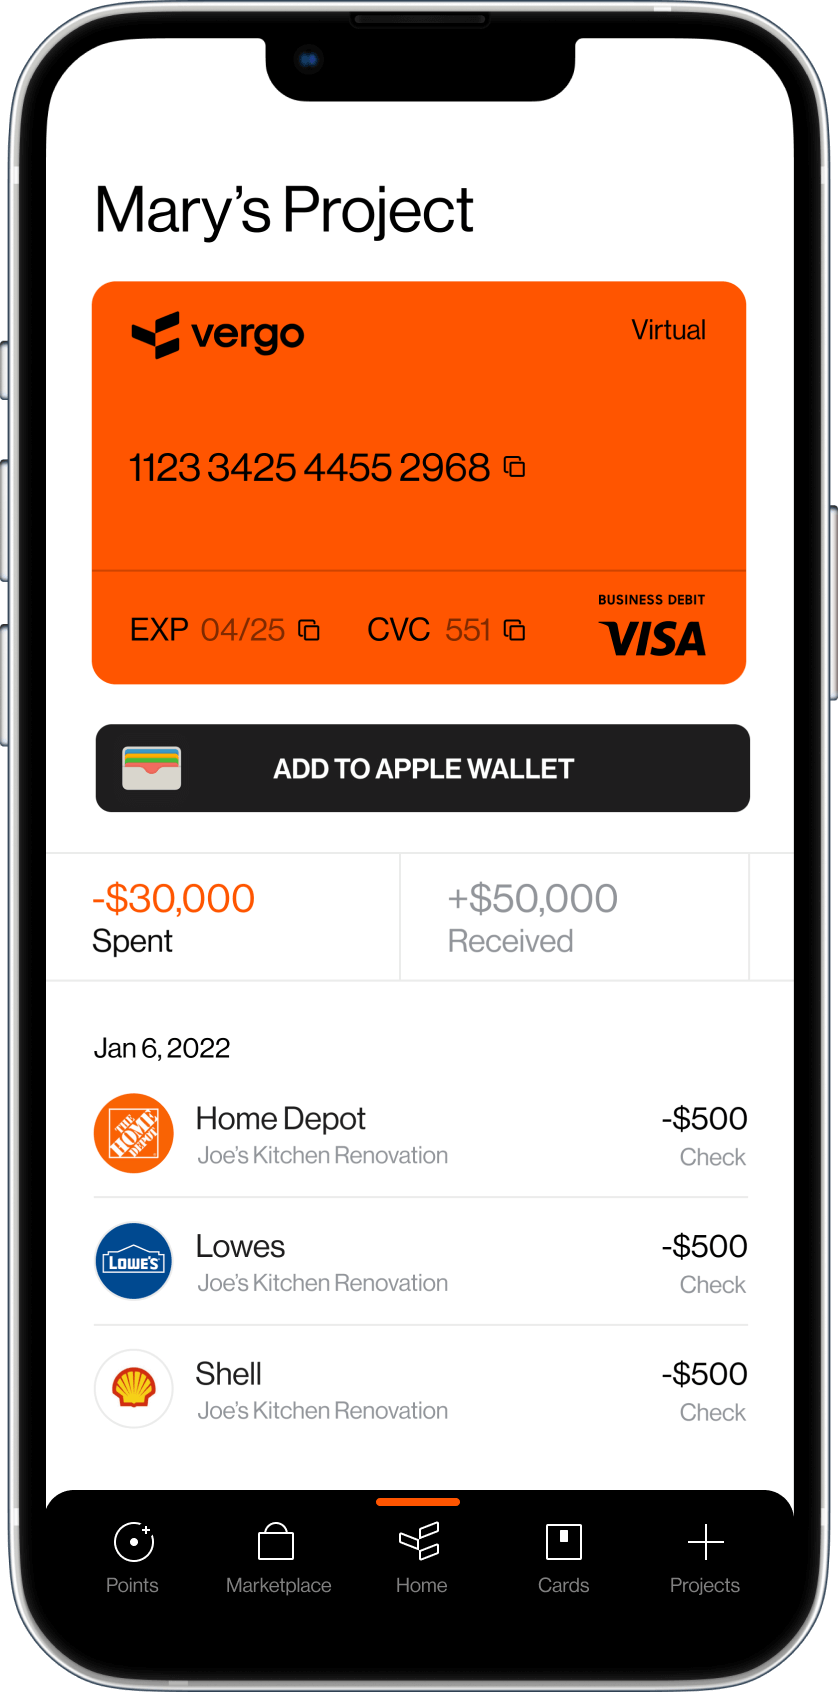 Mary’s Project
vergo
Virtual
1123 3425 4455 2968
BUSINESS DEBIT
EXP 04/25 CVC 551
VISA
ADD TO APPLE WALLET
-$30,000 +$50,000
Spent Received
Jan 6, 2022
THE HOME DEPOT
Home Depot -$500
Joe’s Kitchen Renovation Check
LOWE'S
Lowes -$500
Joe’s Kitchen Renovation Check
Shell -$500
Joe’s Kitchen Renovation Check
Points Marketplace Home Cards Projects